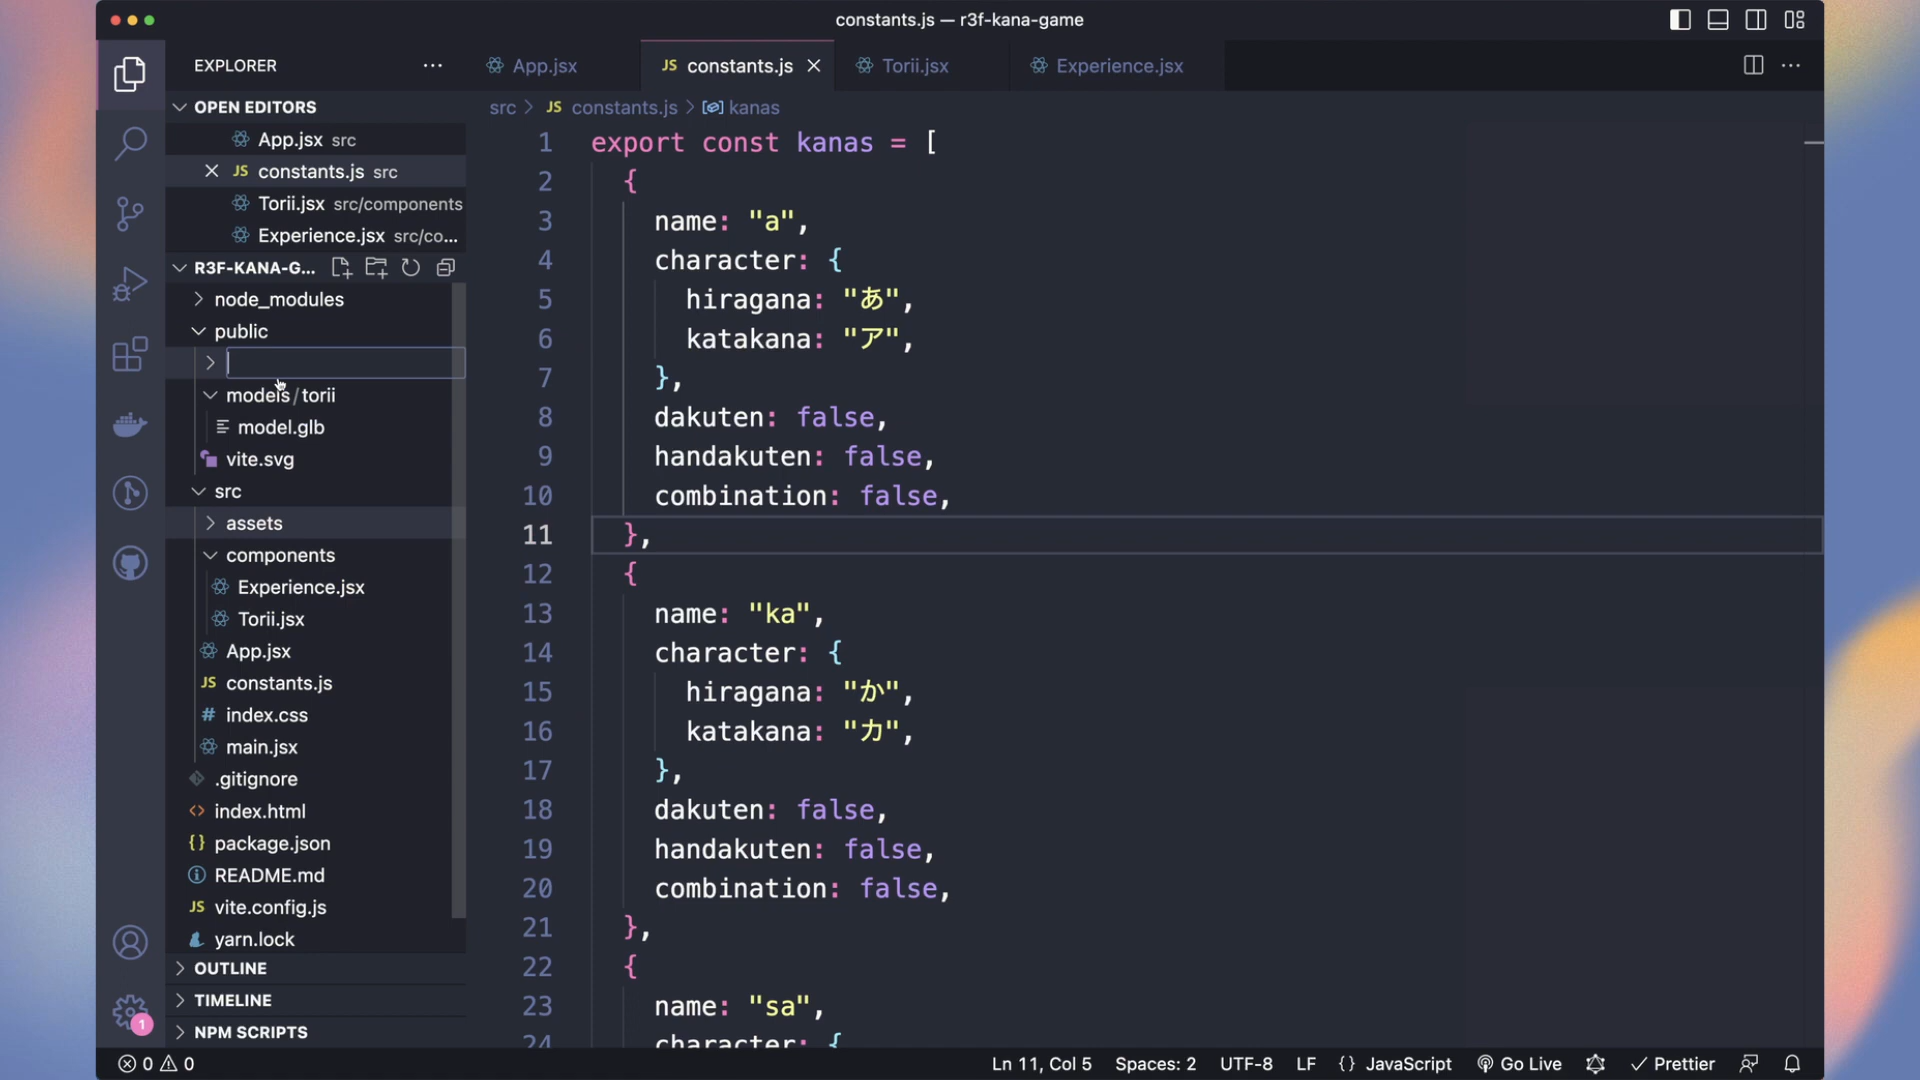 constants.js — r3f-kana-game
EXPLORER
App.jsx
JS constants.js
Torii.jsx
Experience.jsx
OPEN EDITORS
App.jsx src
JS constants.js src
Torii.jsx src/components
Experience.jsx src/co...
R3F-KANA-G...
node_modules
public
models/torii
model.glb
vite.svg
src
assets
components
Experience.jsx
Torii.jsx
App.jsx
JS constants.js
# index.css
main.jsx
.gitignore
<> index.html
{} package.json
README.md
JS vite.config.js
yarn.lock
OUTLINE
TIMELINE
NPM SCRIPTS
1
src > JS constants.js > kanas
1 export const kanas = [
2 {
3 name: "a",
4 character: {
5 hiragana: "あ",
6 katakana: "ア",
7 },
8 dakuten: false,
9 handakuten: false,
10 combination: false,
11 },
12 {
13 name: "ka",
14 character: {
15 hiragana: "か",
16 katakana: "カ",
17 },
18 dakuten: false,
19 handakuten: false,
20 combination: false,
21 },
22 {
23 name: "sa",
24 character: {
0 0
Ln 11, Col 5
Spaces: 2
UTF-8
LF
{} JavaScript
Go Live
Prettier